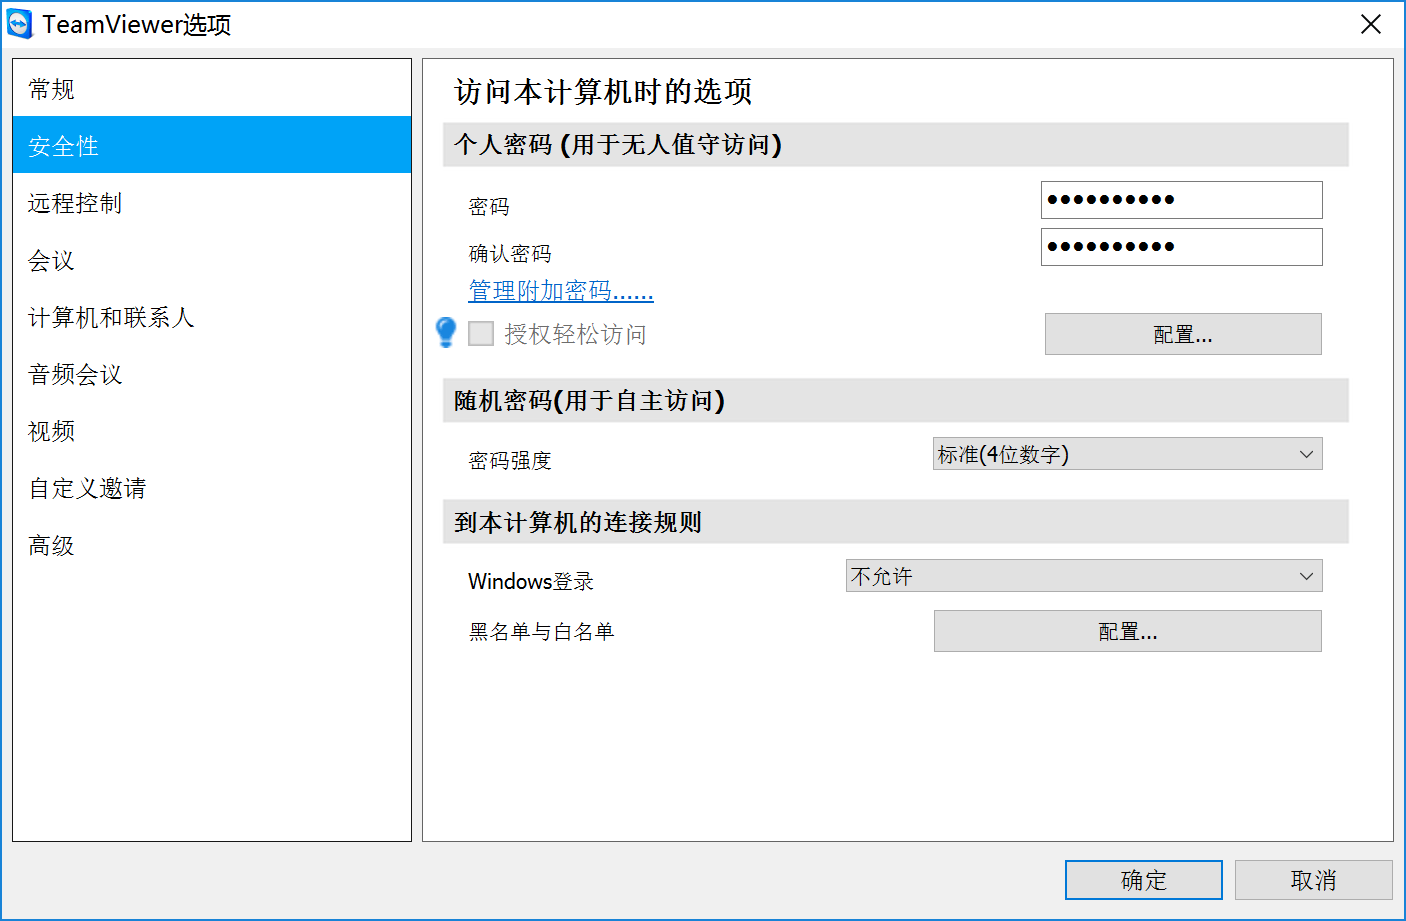 TeamViewer选项
常规
安全性
远程控制
会议
计算机和联系人
音频会议
视频
自定义邀请
高级
访问本计算机时的选项
个人密码 (用于无人值守访问)
密码 ●●●●●●●●●●
确认密码 ●●●●●●●●●●
管理附加密码......
授权轻松访问 配置...
随机密码(用于自主访问)
密码强度 标准(4位数字)
到本计算机的连接规则
Windows登录 不允许
黑名单与白名单 配置...
确定 取消